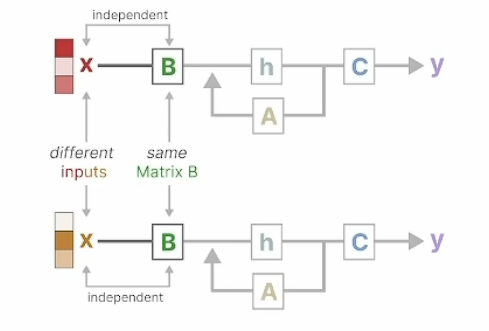 independent
x B h C y
A
different same
inputs Matrix B
x B h C y
A
independent